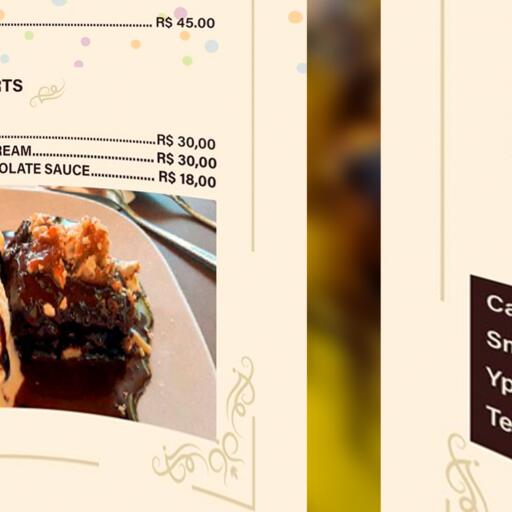 R$ 45.00
RTS
R$ 30,00
REAM R$ 30,00
OLATE SAUCE R$ 18,00
Ca
Sn
Yp
Te